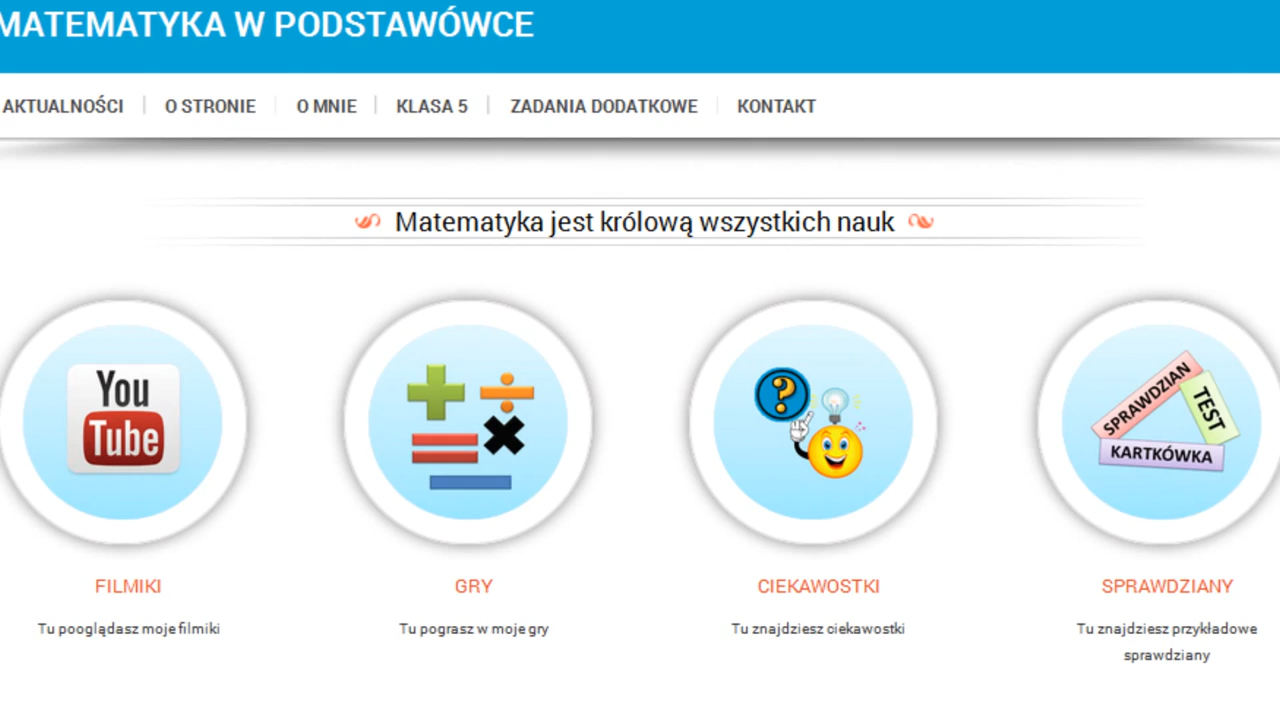 MATEMATYKA W PODSTAWÓWCE
AKTUALNOŚCI O STRONIE O MNIE KLASA 5 ZADANIA DODATKOWE KONTAKT
Matematyka jest królową wszystkich nauk
You
Tube
?
SPRAWDZIAN
TEST
KARTKÓWKA
FILMIKI GRY CIEKAWOSTKI SPRAWDZIANY
Tu pooglądasz moje filmiki Tu pograsz w moje gry Tu znajdziesz ciekawostki Tu znajdziesz przykładowe
sprawdziany